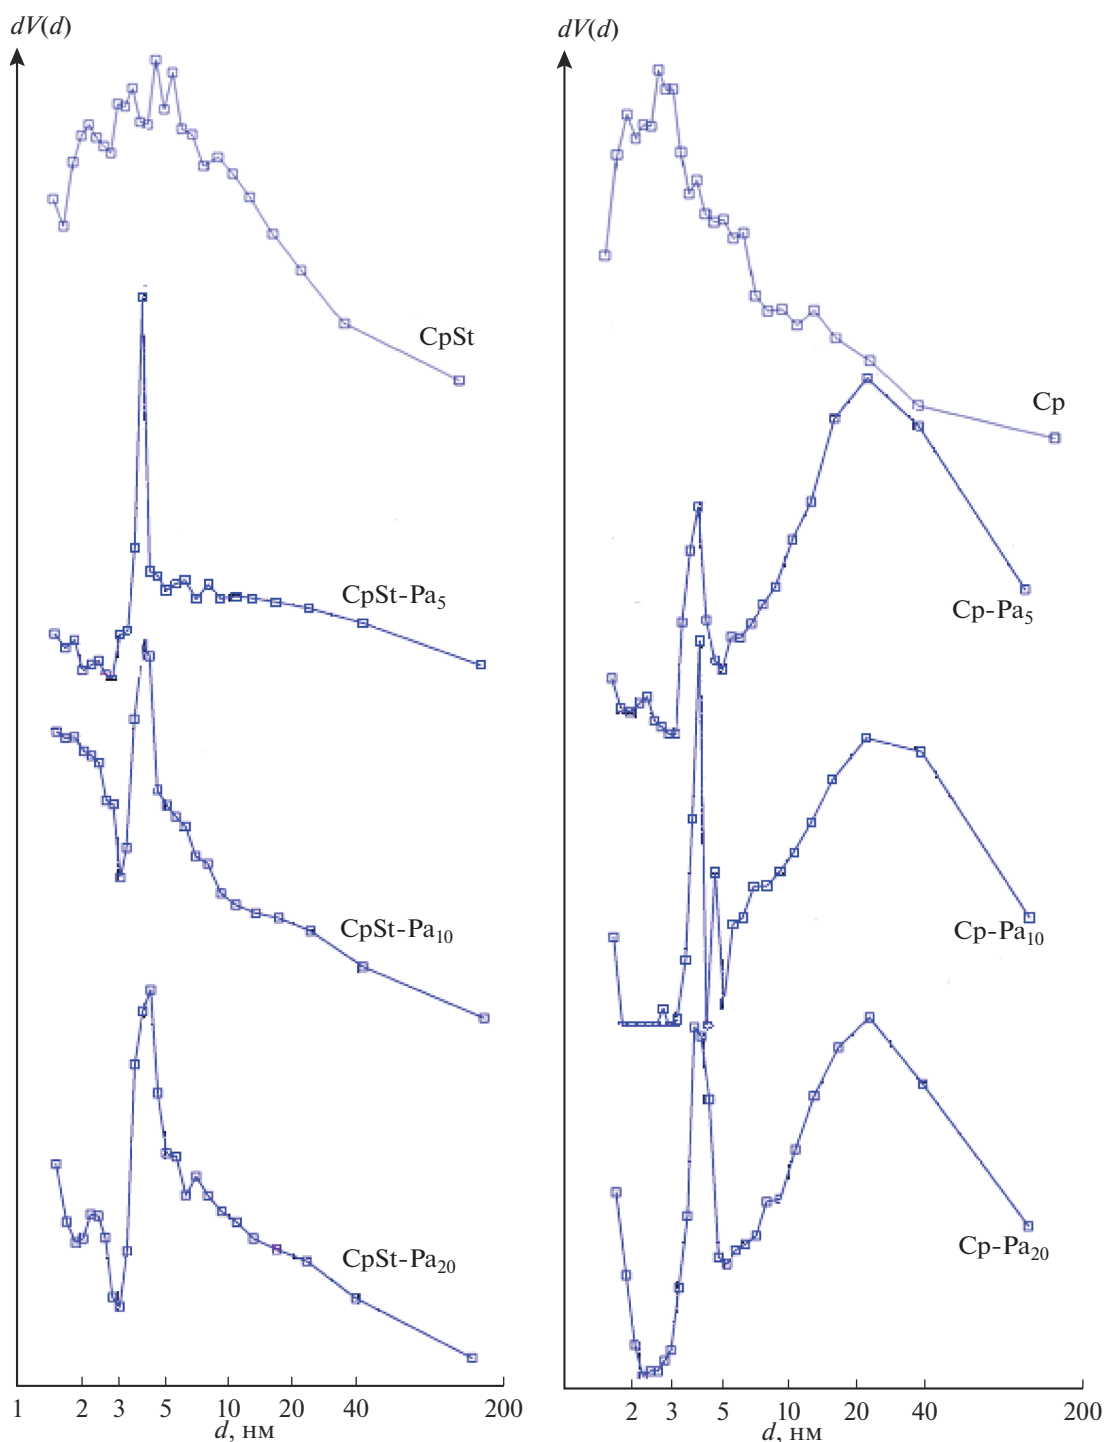 dV(d)
CpSt
CpSt-Pa₅
CpSt-Pa₁₀
CpSt-Pa₂₀
1 2 3 5 10 20 40 200
d, нм
dV(d)
Cp
Cp-Pa₅
Cp-Pa₁₀
Cp-Pa₂₀
2 3 5 10 20 40 200
d, нм